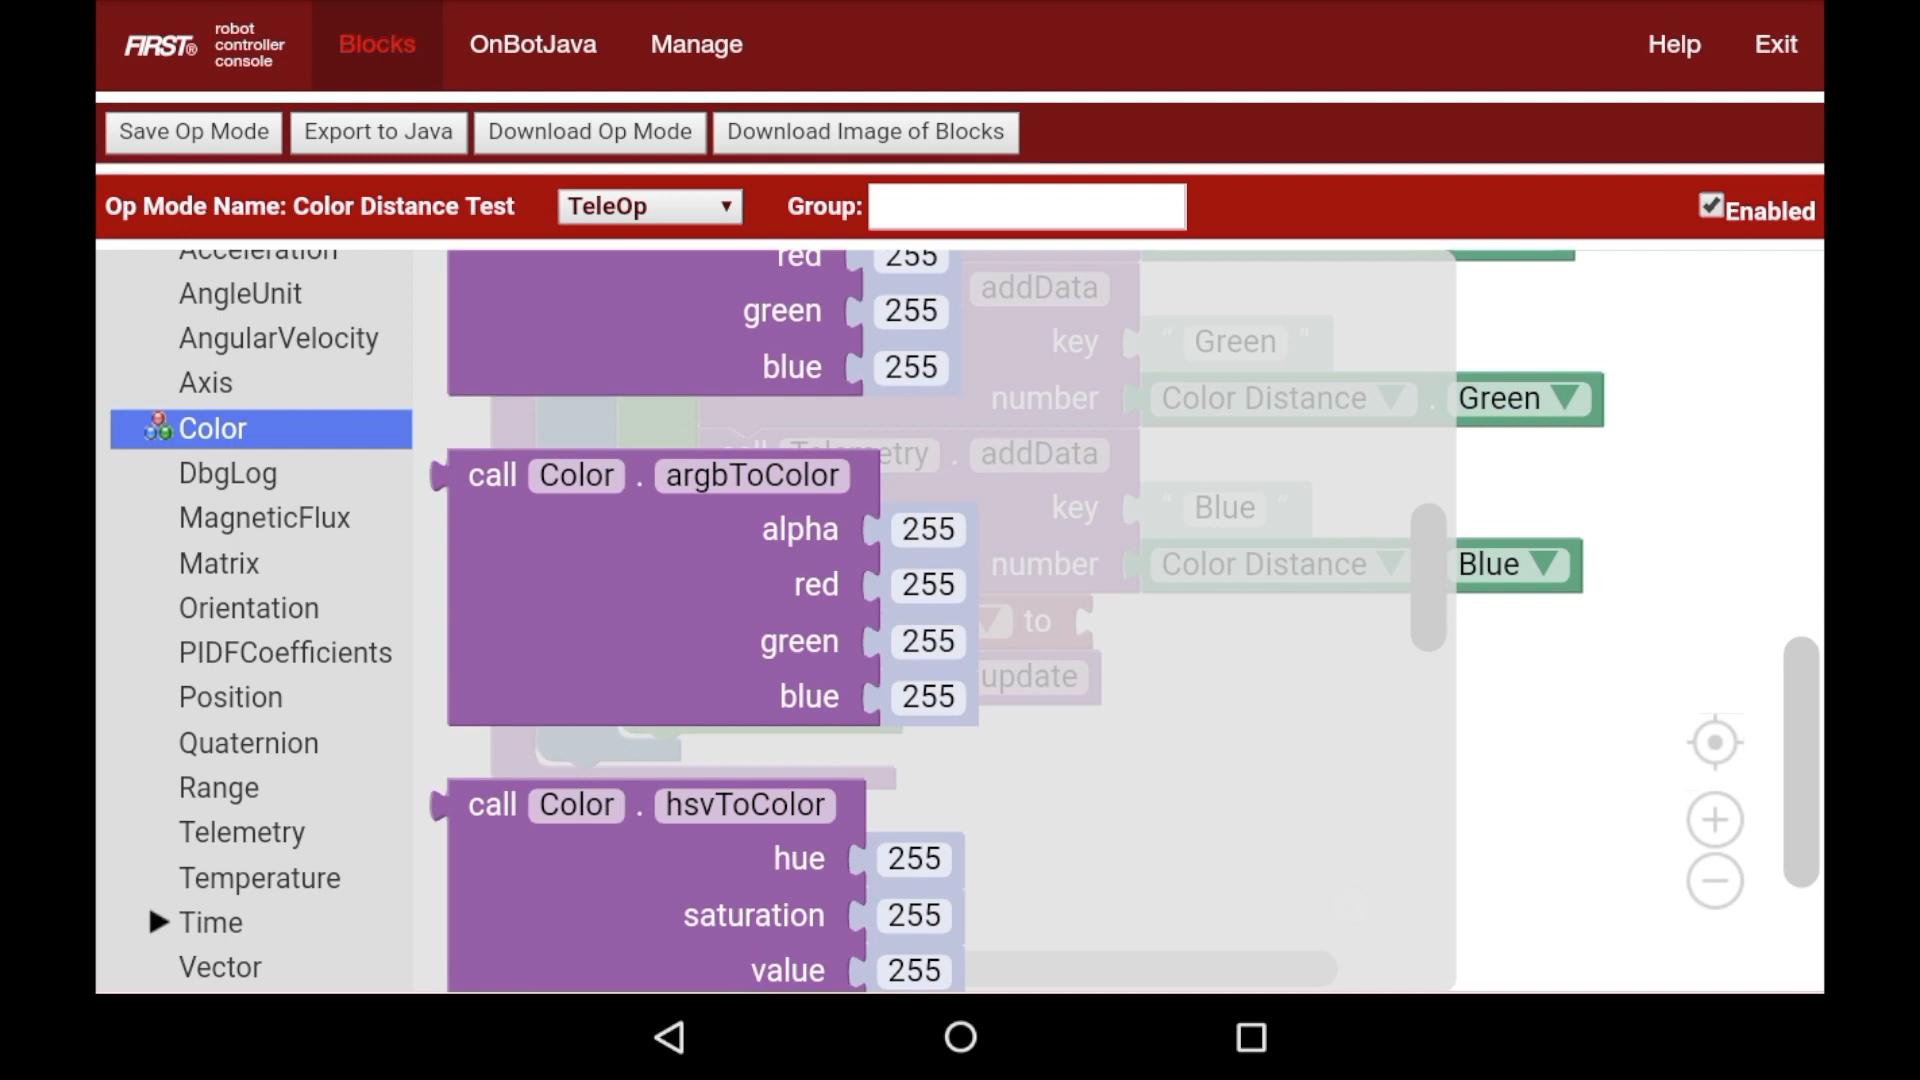 FIRST® robot controller console Blocks OnBotJava Manage Help Exit
Save Op Mode Export to Java Download Op Mode Download Image of Blocks
Op Mode Name: Color Distance Test TeleOp Group: Enabled
Acceleration
AngleUnit
AngularVelocity
Axis
Color
DbgLog
MagneticFlux
Matrix
Orientation
PIDFCoefficients
Position
Quaternion
Range
Telemetry
Temperature
Time
Vector
red 255
green 255
blue 255
call Color . argbToColor
alpha 255
red 255
green 255
blue 255
call Color . hsvToColor
hue 255
saturation 255
value 255
addData
key " Green "
number Color Distance . Green
. addData
key " Blue "
number Color Distance Blue
to
update